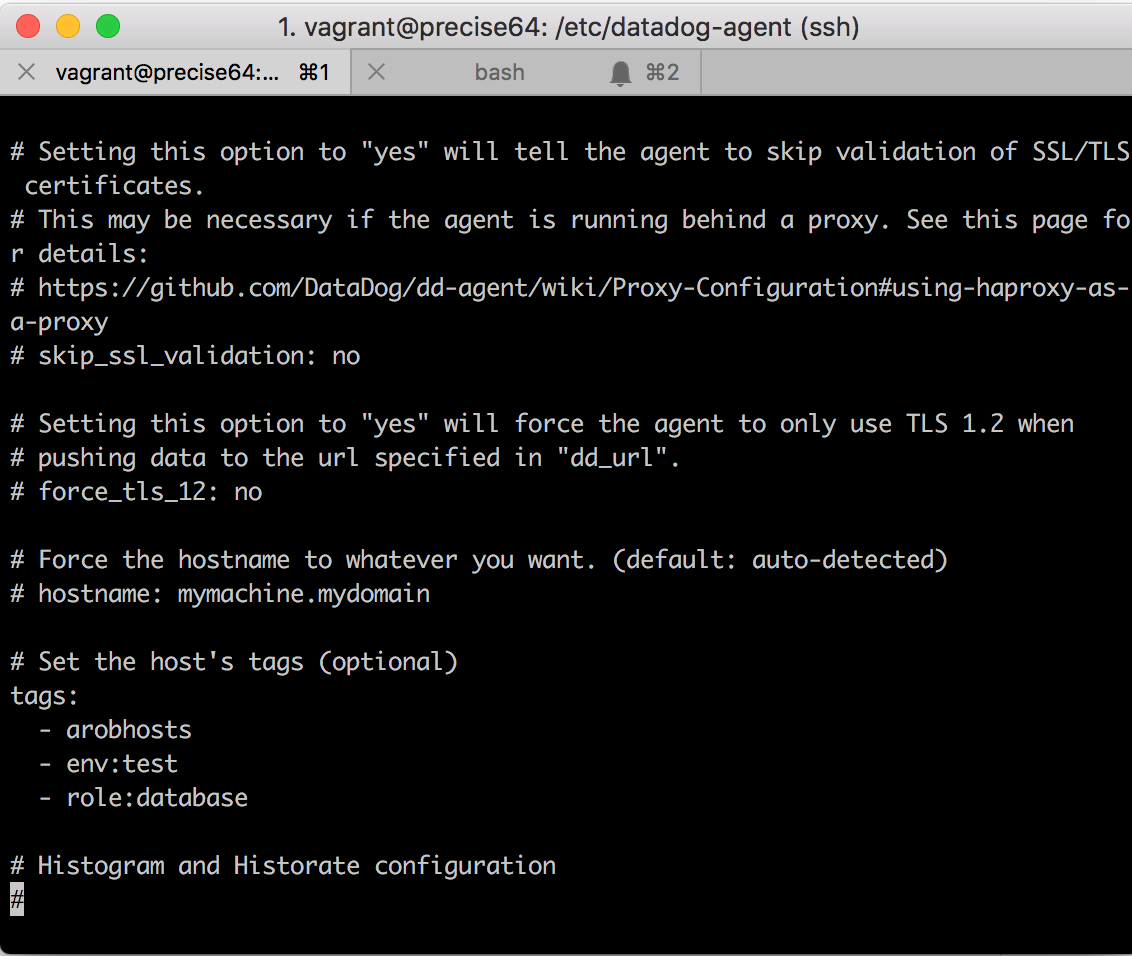 1. vagrant@precise64: /etc/datadog-agent (ssh)
vagrant@precise64:... ⌘1 bash ⌘2
# Setting this option to "yes" will tell the agent to skip validation of SSL/TLS
certificates.
# This may be necessary if the agent is running behind a proxy. See this page fo
r details:
# https://github.com/DataDog/dd-agent/wiki/Proxy-Configuration#using-haproxy-as-
a-proxy
# skip_ssl_validation: no
# Setting this option to "yes" will force the agent to only use TLS 1.2 when
# pushing data to the url specified in "dd_url".
# force_tls_12: no
# Force the hostname to whatever you want. (default: auto-detected)
# hostname: mymachine.mydomain
# Set the host's tags (optional)
tags:
- arobhosts
- env:test
- role:database
# Histogram and Historate configuration
#